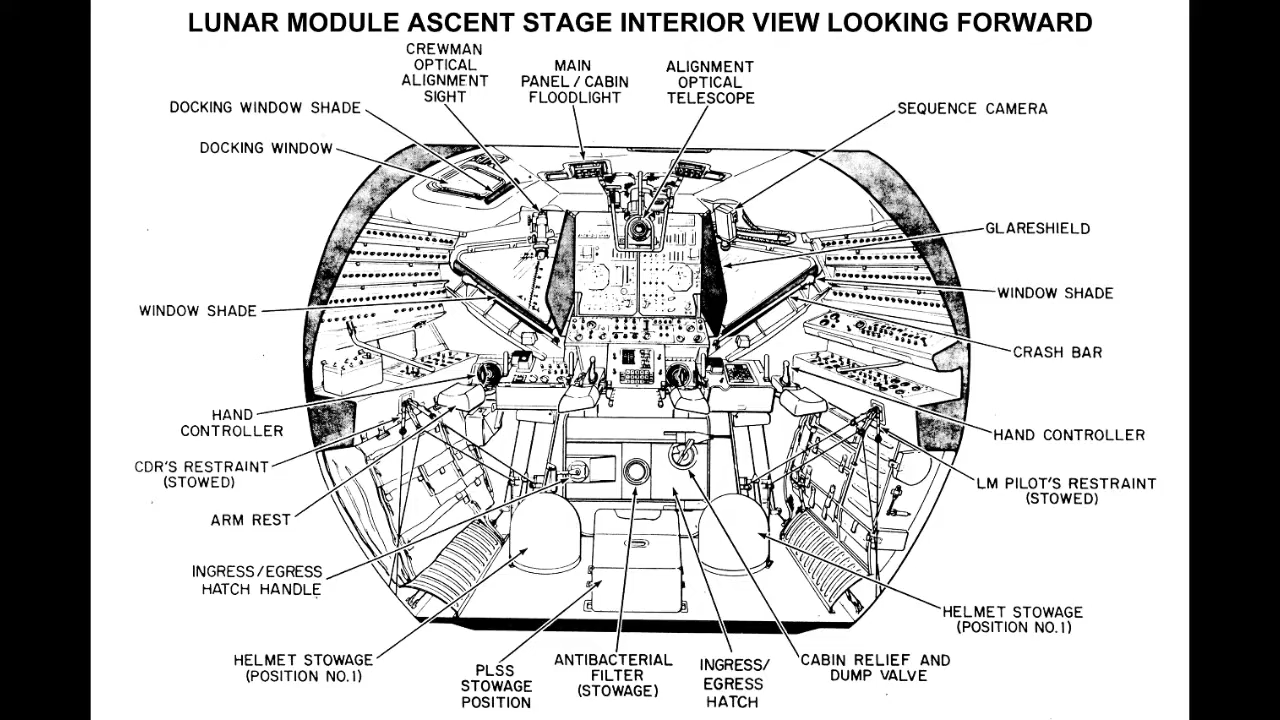 LUNAR MODULE ASCENT STAGE INTERIOR VIEW LOOKING FORWARD
CREWMAN
OPTICAL
ALIGNMENT
SIGHT
MAIN
PANEL/CABIN
FLOODLIGHT
ALIGNMENT
OPTICAL
TELESCOPE
DOCKING WINDOW SHADE
SEQUENCE CAMERA
DOCKING WINDOW
GLARESHIELD
WINDOW SHADE
WINDOW SHADE
CRASH BAR
HAND
CONTROLLER
HAND CONTROLLER
CDR'S RESTRAINT
(STOWED)
LM PILOT'S RESTRAINT
(STOWED)
ARM REST
INGRESS/EGRESS
HATCH HANDLE
HELMET STOWAGE
(POSITION NO.1)
HELMET STOWAGE
(POSITION NO.1)
PLSS
STOWAGE
POSITION
ANTIBACTERIAL
FILTER
(STOWAGE)
INGRESS/
EGRESS
HATCH
CABIN RELIEF AND
DUMP VALVE